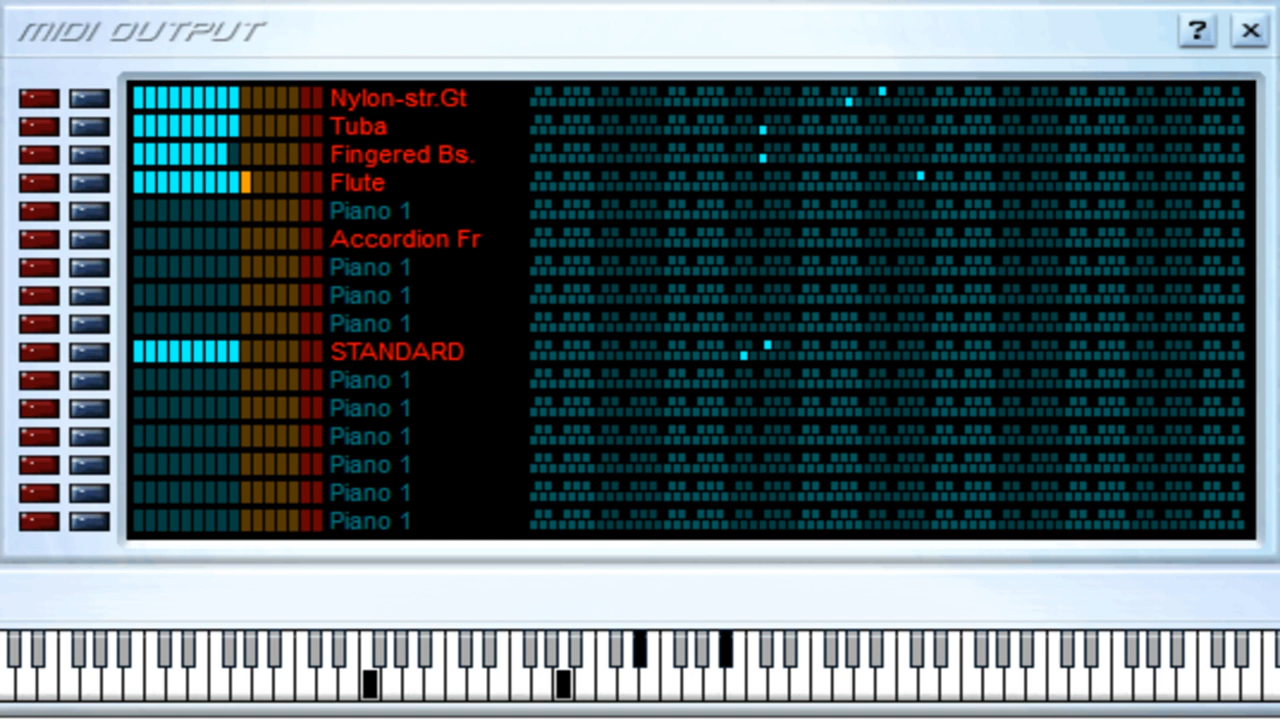 MIDI OUTPUT
? ×
Nylon-str.Gt
Tuba
Fingered Bs.
Flute
Piano 1
Accordion Fr
Piano 1
Piano 1
Piano 1
STANDARD
Piano 1
Piano 1
Piano 1
Piano 1
Piano 1
Piano 1